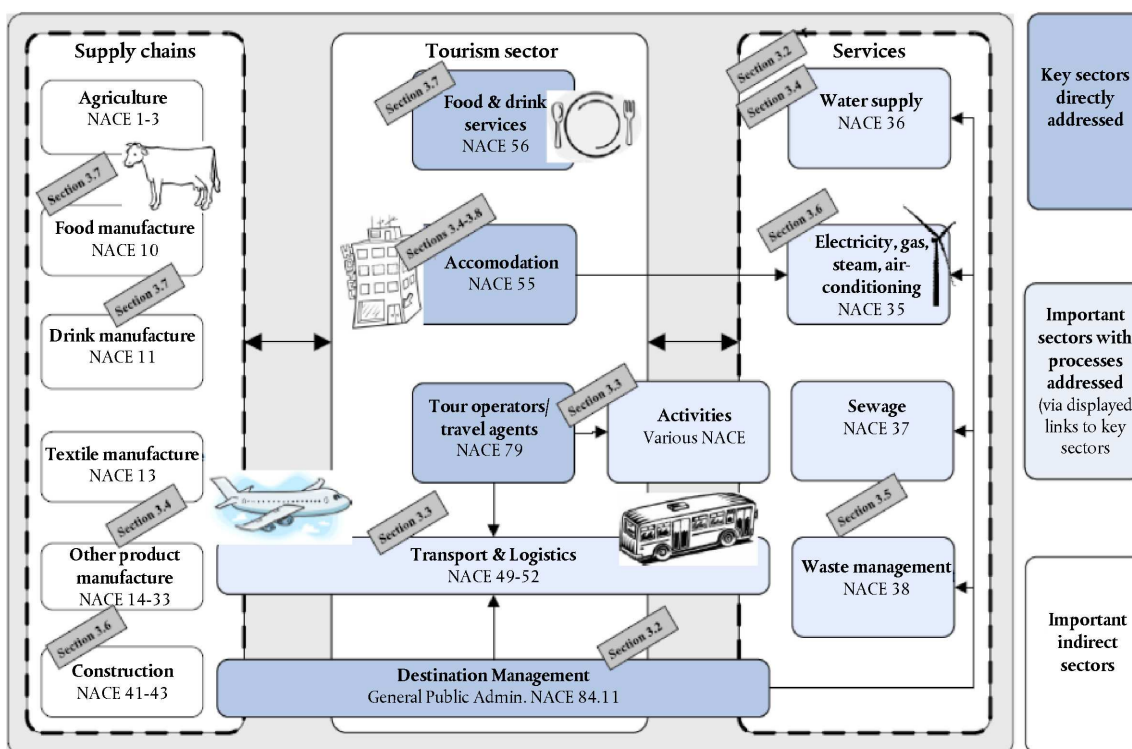 Supply chains
Agriculture
NACE 1-3
Section 3.7
Food manufacture
NACE 10
Section 3.7
Drink manufacture
NACE 11
Textile manufacture
NACE 13
Section 3.4
Other product
manufacture
NACE 14-33
Section 3.6
Construction
NACE 41-43
Tourism sector
Section 3.7
Food & drink
services
NACE 56
Sections 3.4-3.8
Accomodation
NACE 55
Tour operators/
travel agents
NACE 79
Section 3.3
Activities
Various NACE
Section 3.3
Transport & Logistics
NACE 49-52
Section 3.2
Destination Management
General Public Admin. NACE 84.11
Services
Section 3.2
Section 3.4
Water supply
NACE 36
Section 3.6
Electricity, gas,
steam, air-
conditioning
NACE 35
Sewage
NACE 37
Section 3.5
Waste management
NACE 38
Key sectors
directly
addressed
Important
sectors with
processes
addressed
(via displayed
links to key
sectors
Important
indirect
sectors